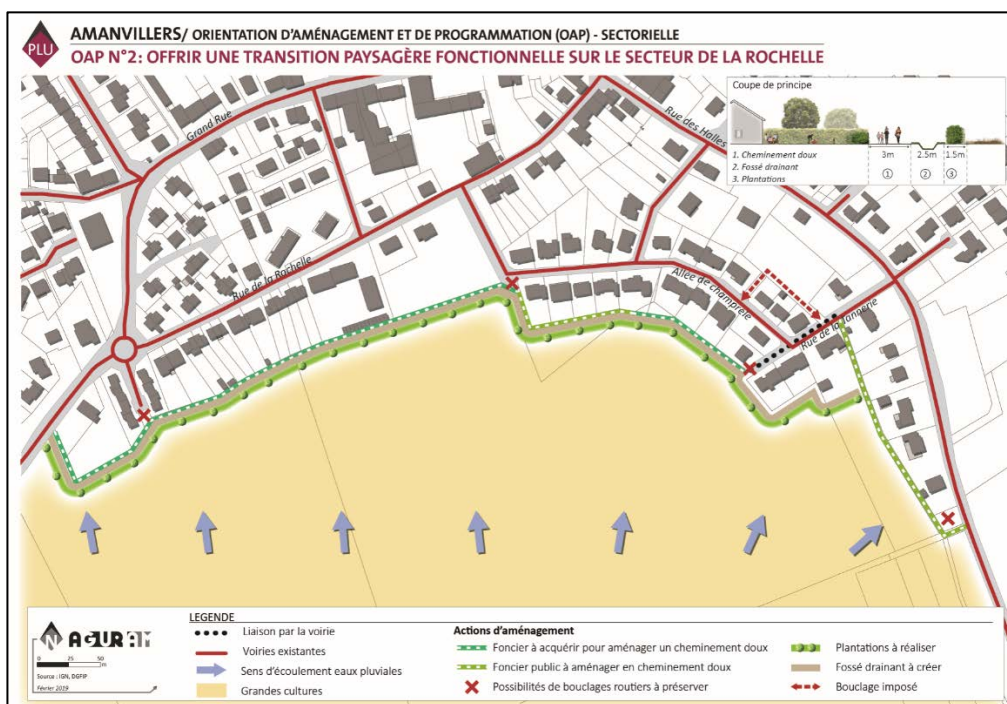 PLU
AMANVILLERS/ ORIENTATION D'AMÉNAGEMENT ET DE PROGRAMMATION (OAP) - SECTORIELLE
OAP N°2: OFFRIR UNE TRANSITION PAYSAGÈRE FONCTIONNELLE SUR LE SECTEUR DE LA ROCHELLE
Coupe de principe
1. Cheminement doux
2. Fossé drainant
3. Plantations
3m 2.5m 1.5m
① ② ③
Grand Rue
Rue des Halles
Rue de la Rochelle
Allée de champrele
Rue de la Tannerie
LEGENDE
Liaison par la voirie
Voiries existantes
Sens d'écoulement eaux pluviales
Grandes cultures
Actions d'aménagement
Foncier à acquérir pour aménager un cheminement doux
Foncier public à aménager en cheminement doux
Possibilités de bouclages routiers à préserver
Plantations à réaliser
Fossé drainant à créer
Bouclage imposé
N AGURAM
0 25 50
m
Source : IGN, DGFIP
Février 2019